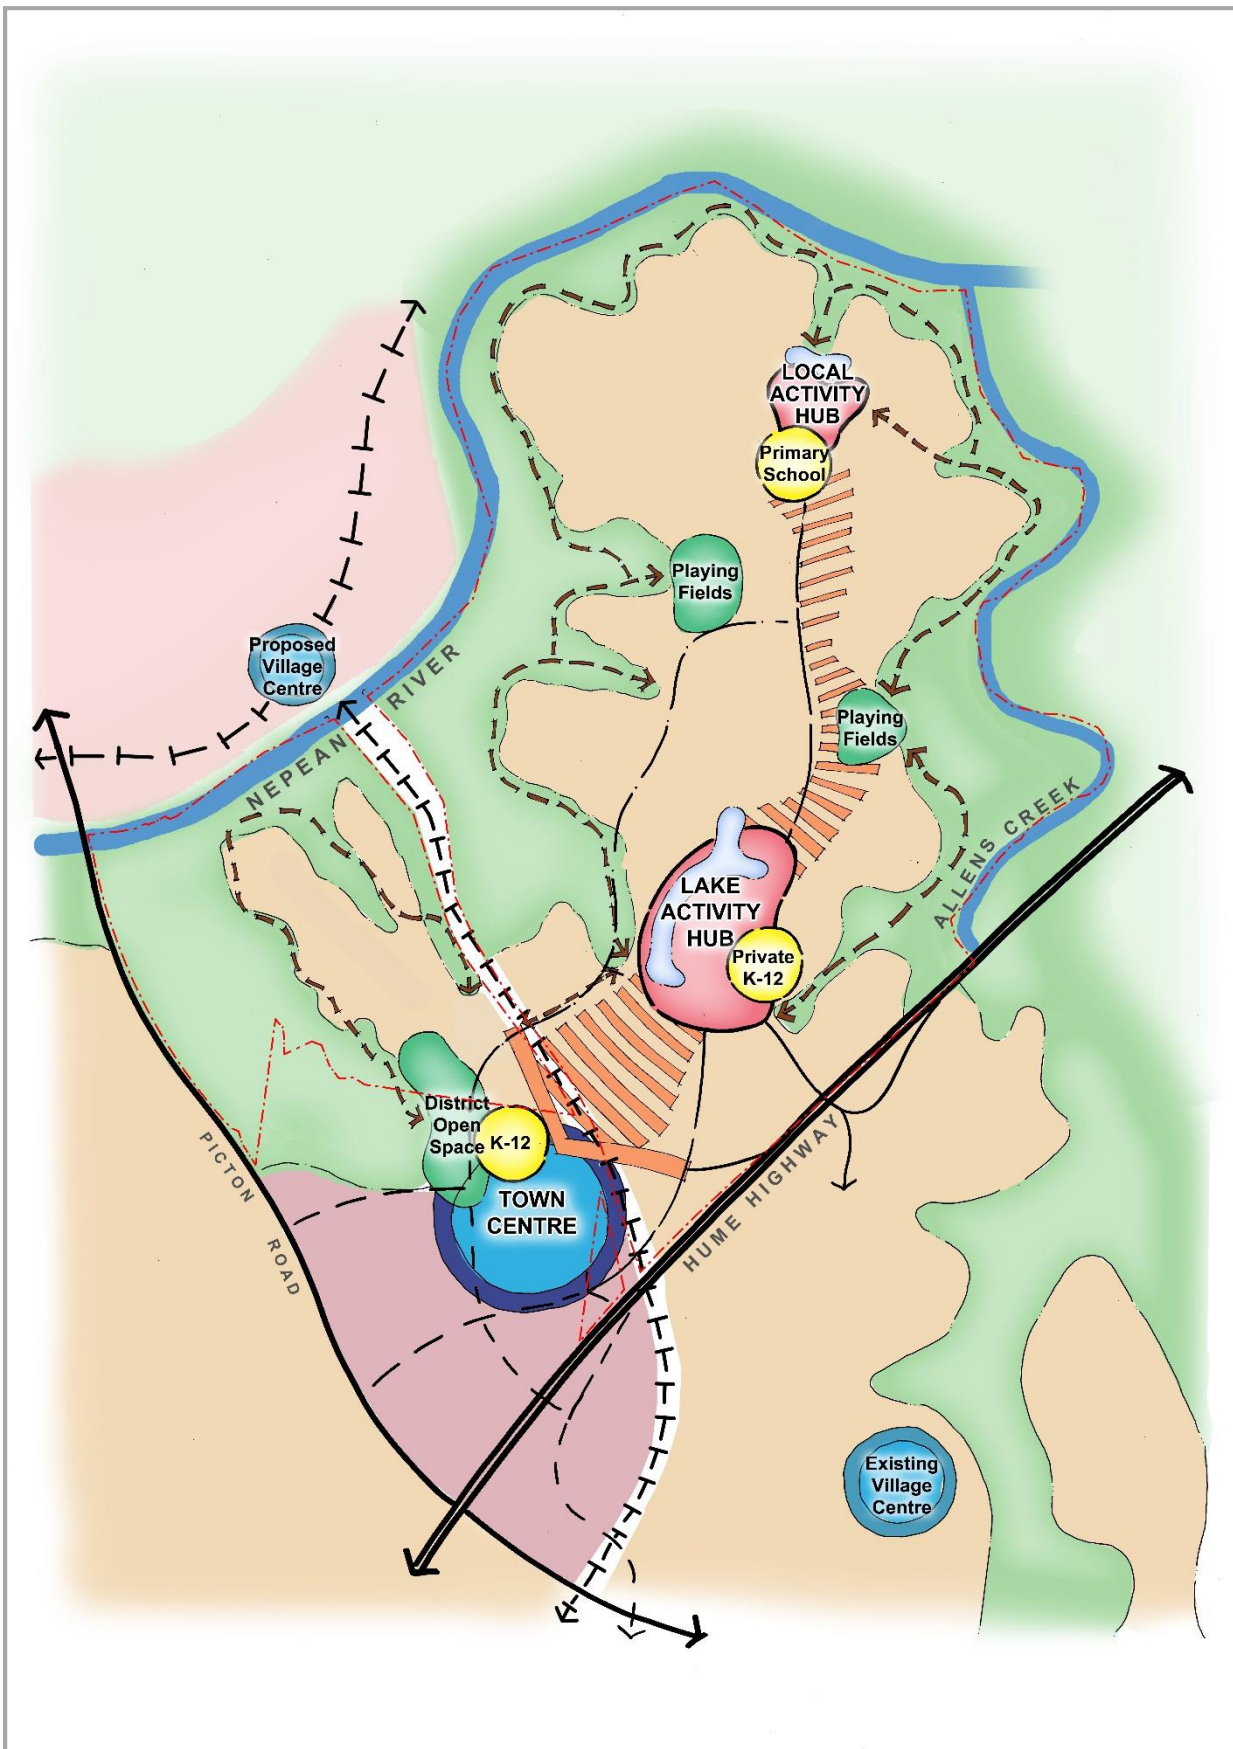 LOCAL
ACTIVITY
HUB
Primary
School
Playing
Fields
Proposed
Village
Centre
NEPEAN RIVER
Playing
Fields
ALLENS CREEK
LAKE
ACTIVITY
HUB
Private
K-12
District
Open
Space
K-12
TOWN
CENTRE
PICTON ROAD
HUME HIGHWAY
Existing
Village
Centre